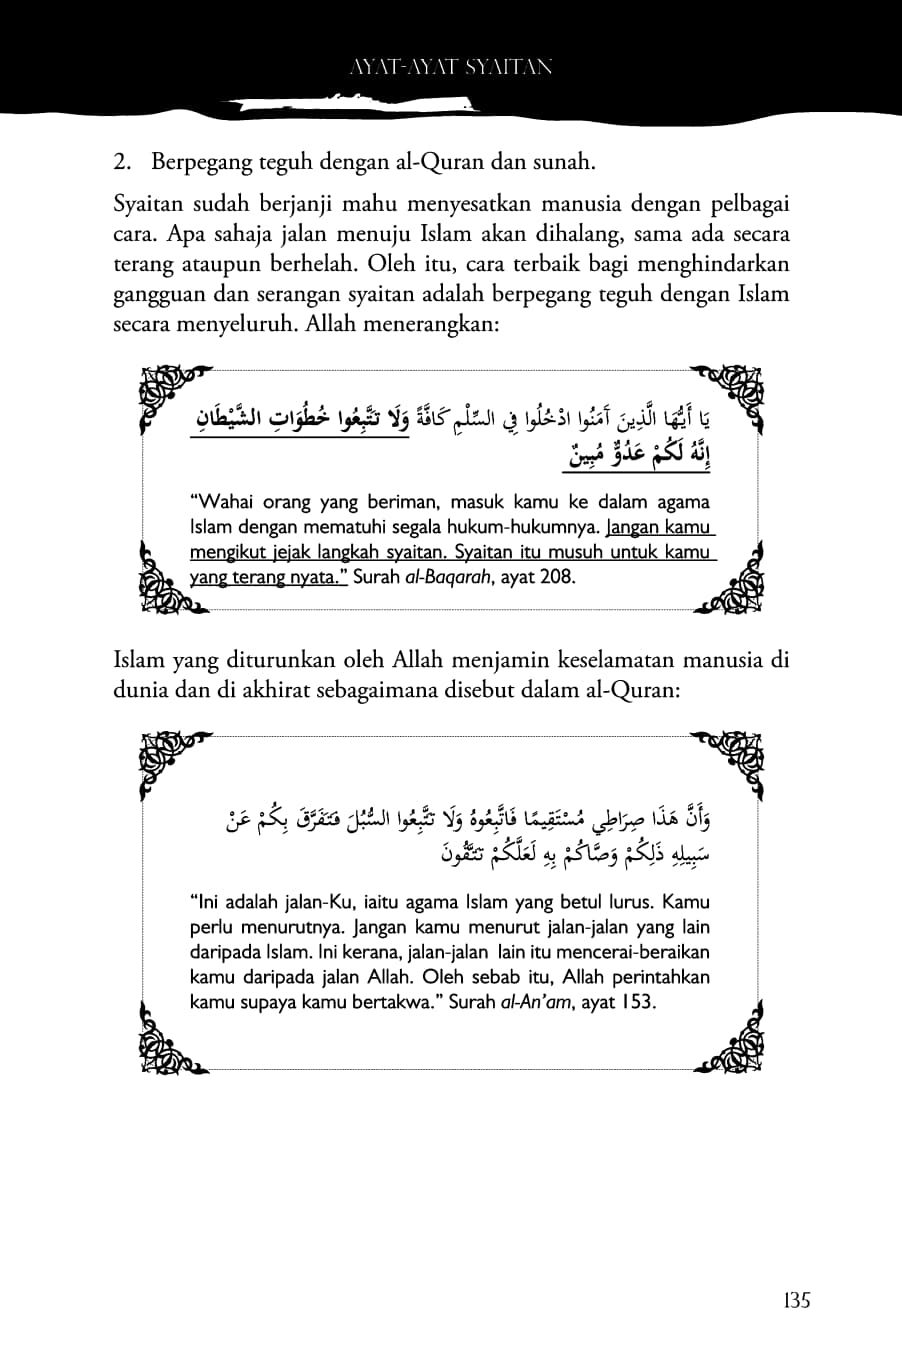 AYAT-AYAT SYAITAN
2. Berpegang teguh dengan al-Quran dan sunah.
Syaitan sudah berjanji mahu menyesatkan manusia dengan pelbagai
cara. Apa sahaja jalan menuju Islam akan dihalang, sama ada secara
terang ataupun berhelah. Oleh itu, cara terbaik bagi menghindarkan
gangguan dan serangan syaitan adalah berpegang teguh dengan Islam
secara menyeluruh. Allah menerangkan:
يَا أَيُّهَا الَّذِينَ آَمَنُوا ادْخُلُوا فِي السِّلْمِ كَافَّةً وَلَا تَتَّبِعُوا خُطُوَاتِ الشَّيْطَانِ
إِنَّهُ لَكُمْ عَدُوٌّ مُبِينٌ
“Wahai orang yang beriman, masuk kamu ke dalam agama
Islam dengan mematuhi segala hukum-hukumnya. Jangan kamu
mengikut jejak langkah syaitan. Syaitan itu musuh untuk kamu
yang terang nyata.” Surah al-Baqarah, ayat 208.
Islam yang diturunkan oleh Allah menjamin keselamatan manusia di
dunia dan di akhirat sebagaimana disebut dalam al-Quran:
وَأَنَّ هَذَا صِرَاطِي مُسْتَقِيمًا فَاتَّبِعُوهُ وَلَا تَتَّبِعُوا السُّبُلَ فَتَفَرَّقَ بِكُمْ عَنْ
سَبِيلِهِ ذَلِكُمْ وَصَّاكُمْ بِهِ لَعَلَّكُمْ تَتَّقُونَ
“Ini adalah jalan-Ku, iaitu agama Islam yang betul lurus. Kamu
perlu menurutnya. Jangan kamu menurut jalan-jalan yang lain
daripada Islam. Ini kerana, jalan-jalan lain itu mencerai-beraikan
kamu daripada jalan Allah. Oleh sebab itu, Allah perintahkan
kamu supaya kamu bertakwa.” Surah al-An’am, ayat 153.
135